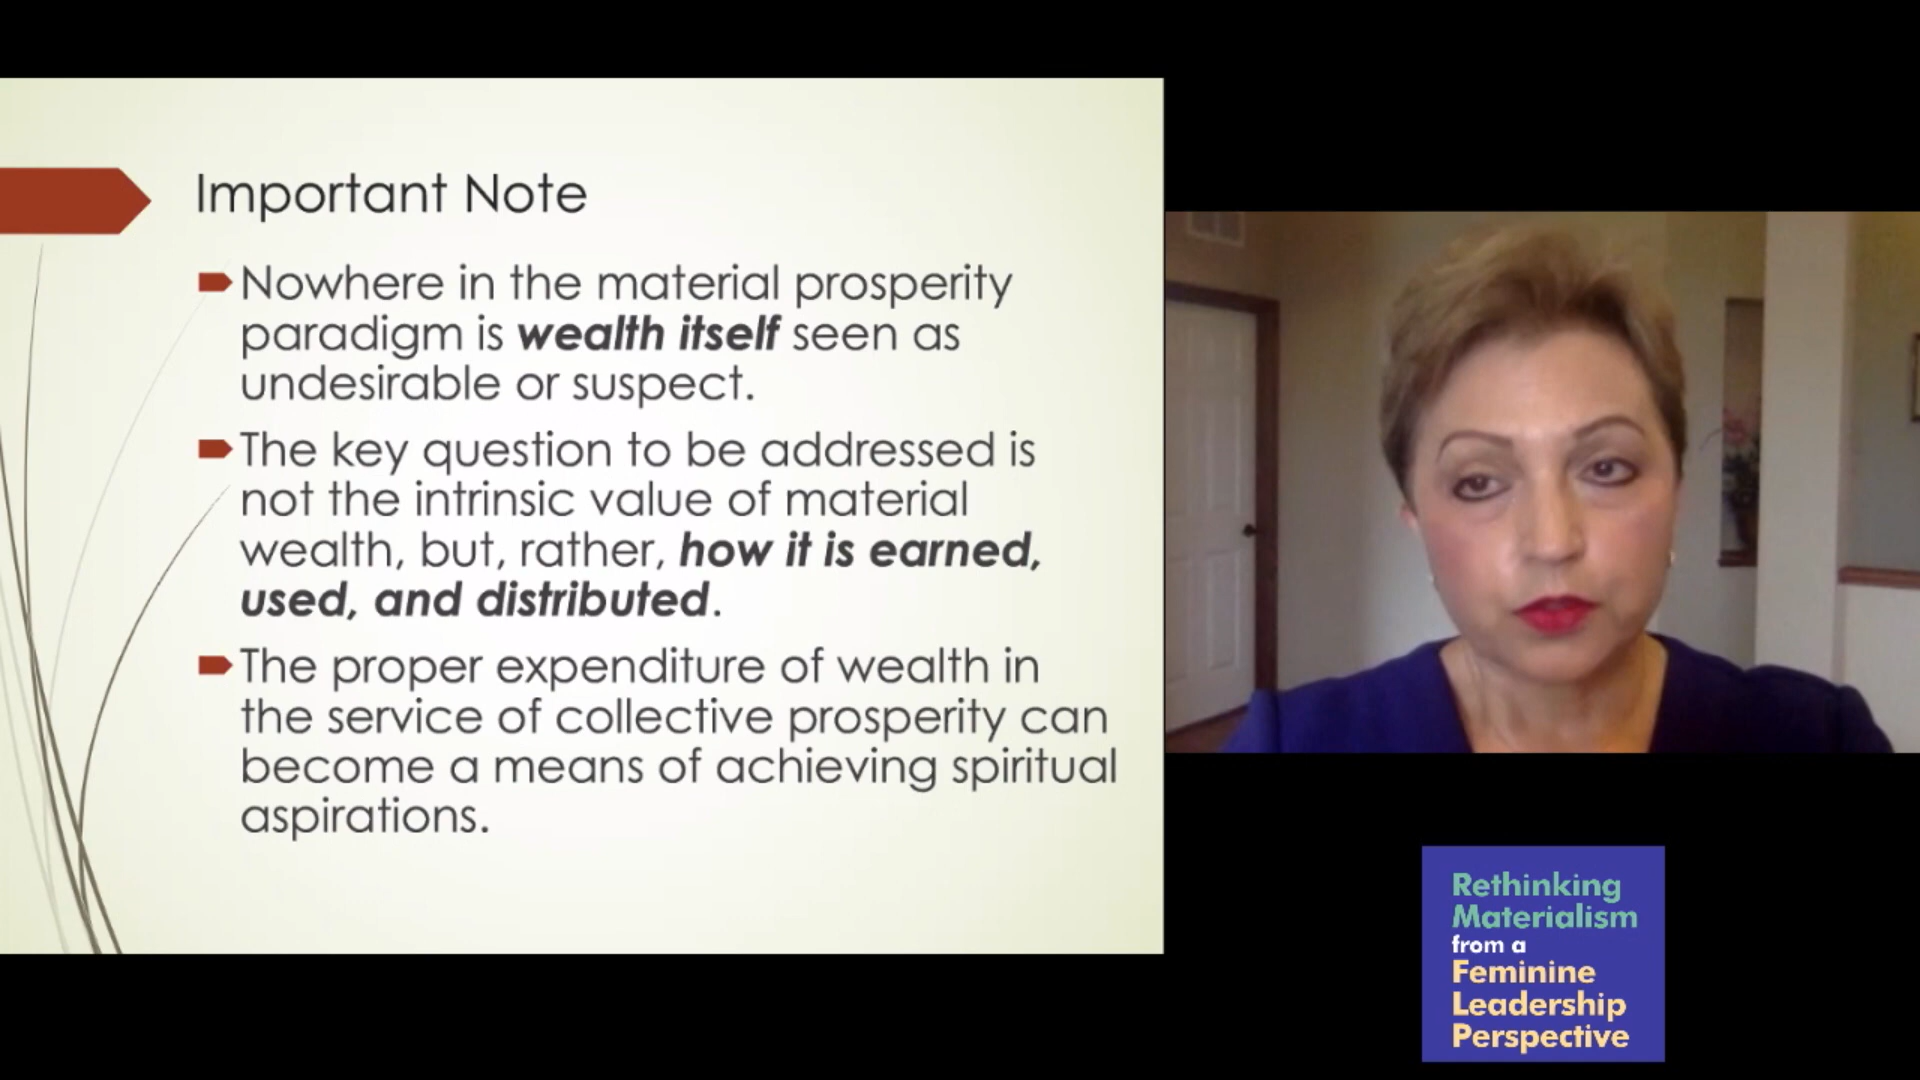 Important Note
Nowhere in the material prosperity
paradigm is wealth itself seen as
undesirable or suspect.
The key question to be addressed is
not the intrinsic value of material
wealth, but, rather, how it is earned,
used, and distributed.
The proper expenditure of wealth in
the service of collective prosperity can
become a means of achieving spiritual
aspirations.
Rethinking
Materialism
from a
Feminine
Leadership
Perspective